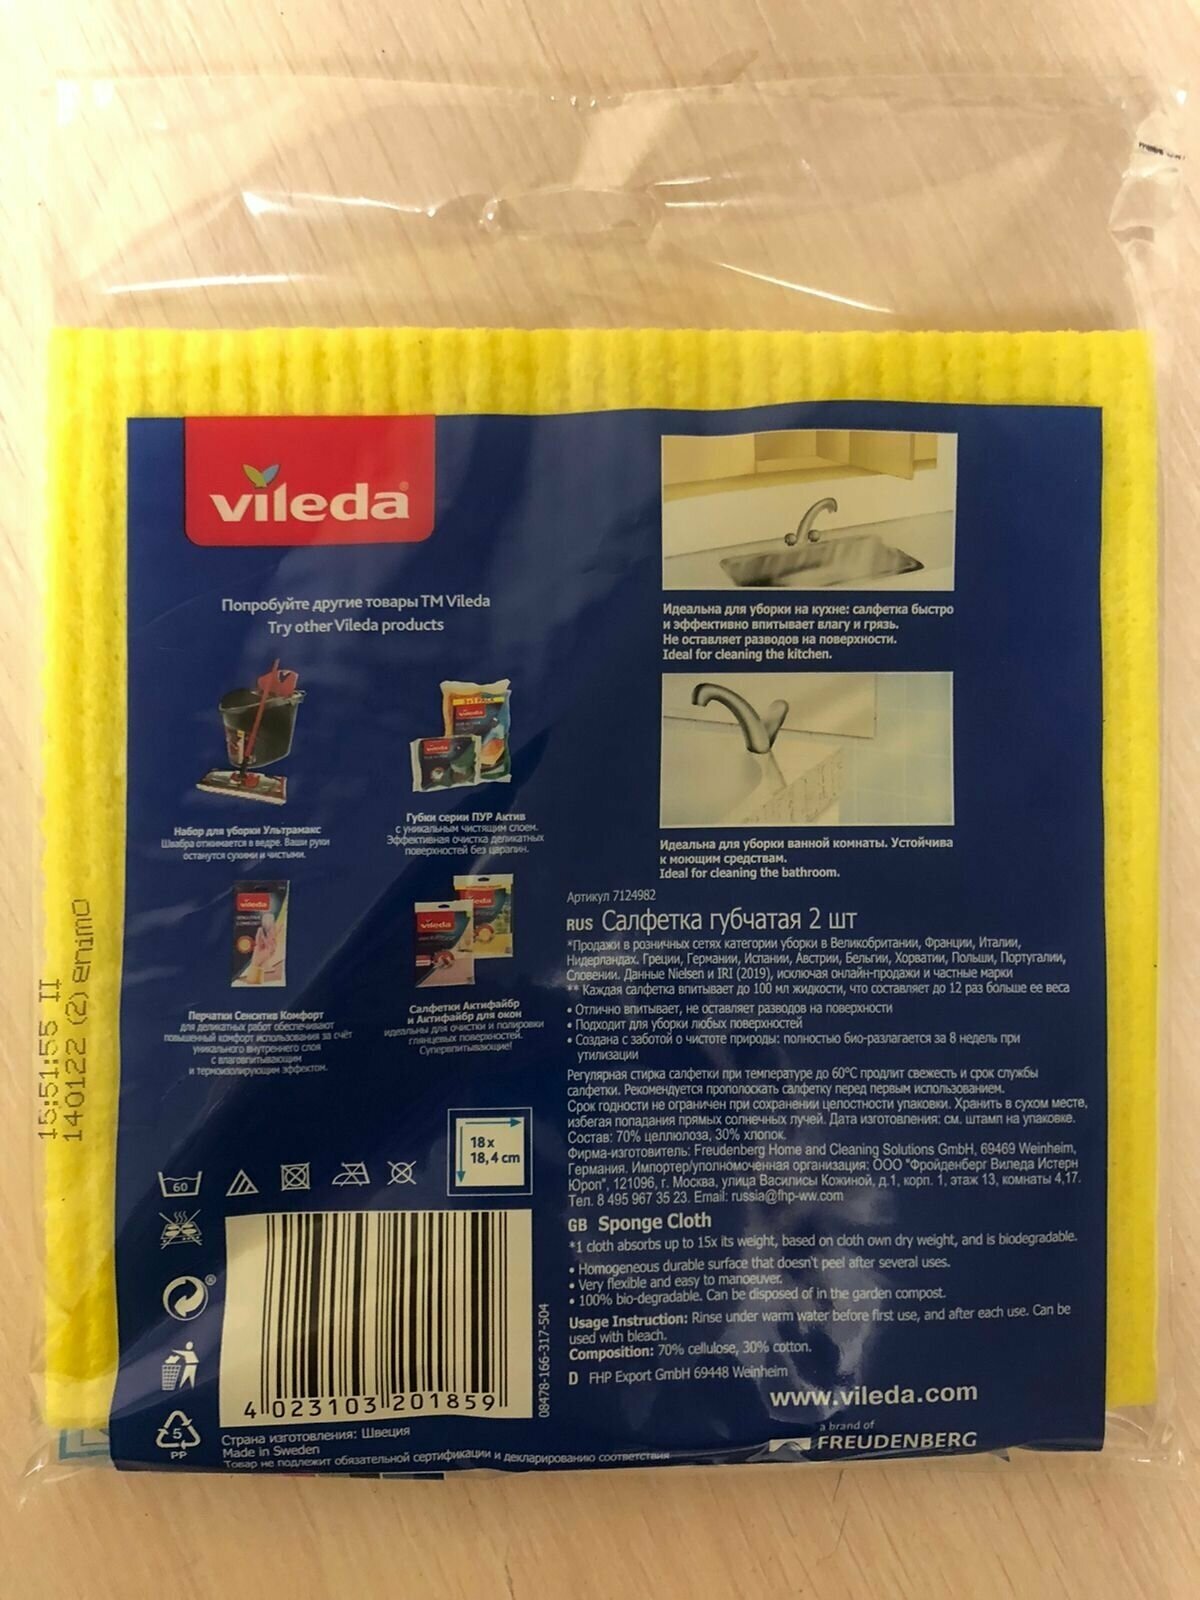 vileda®
Попробуйте другие товары ТМ Vileda
Try other Vileda products
Набор для уборки Ультрамакс
Швабра отжимается в ведре. Ваши руки
останутся сухими и чистыми.
3+1 PACK
vileda
vileda
Губки серии ПУР Актив
с уникальным чистящим слоем.
Эффективная очистка деликатных
поверхностей без царапин.
vileda
Перчатки Сенситив Комфорт
для деликатных работ обеспечивают
повышенный комфорт использования за счёт
уникального внутреннего слоя
с влаговпитывающим
и термоизолирующим эффектом.
vileda
Салфетки Актифайбр
и Актифайбр для окон
идеальны для очистки и полировки
глянцевых поверхностей.
Супервпитывающие!
15:51:55 II
140122 (2) enimo
18 x
18,4 cm
60
4 023103 201859
08478-166-317-504
5
PP
Страна изготовления: Швеция
Made in Sweden
Товар не подлежит обязательной сертификации и декларированию соответствия
Идеальна для уборки на кухне: салфетка быстро
и эффективно впитывает влагу и грязь.
Не оставляет разводов на поверхности.
Ideal for cleaning the kitchen.
Идеальна для уборки ванной комнаты. Устойчива
к моющим средствам.
Ideal for cleaning the bathroom.
Артикул 7124982
RUS Салфетка губчатая 2 шт
*Продажи в розничных сетях категории уборки в Великобритании, Франции, Италии,
Нидерландах. Греции, Германии, Испании, Австрии, Бельгии, Хорватии, Польши, Португалии,
Словении. Данные Nielsen и IRI (2019), исключая онлайн-продажи и частные марки
** Каждая салфетка впитывает до 100 мл жидкости, что составляет до 12 раз больше ее веса
• Отлично впитывает, не оставляет разводов на поверхности
• Подходит для уборки любых поверхностей
• Создана с заботой о чистоте природы: полностью био-разлагается за 8 недель при
утилизации
Регулярная стирка салфетки при температуре до 60°C продлит свежесть и срок службы
салфетки. Рекомендуется прополоскать салфетку перед первым использованием.
Срок годности не ограничен при сохранении целостности упаковки. Хранить в сухом месте,
избегая попадания прямых солнечных лучей. Дата изготовления: см. штамп на упаковке.
Состав: 70% целлюлоза, 30% хлопок.
Фирма-изготовитель: Freudenberg Home and Cleaning Solutions GmbH, 69469 Weinheim,
Германия. Импортер/уполномоченная организация: ООО "Фройденберг Виледа Истерн
Юроп", 121096, г. Москва, улица Василисы Кожиной, д.1, корп. 1, этаж 13, комнаты 4,17.
Тел. 8 495 967 35 23. Email: russia@fhp-ww.com
GB Sponge Cloth
*1 cloth absorbs up to 15x its weight, based on cloth own dry weight, and is biodegradable.
• Homogeneous durable surface that doesn't peel after several uses.
• Very flexible and easy to manoeuver.
• 100% bio-degradable. Can be disposed of in the garden compost.
Usage Instruction: Rinse under warm water before first use, and after each use. Can be
used with bleach.
Composition: 70% cellulose, 30% cotton.
D FHP Export GmbH 69448 Weinheim
www.vileda.com
a brand of
FREUDENBERG